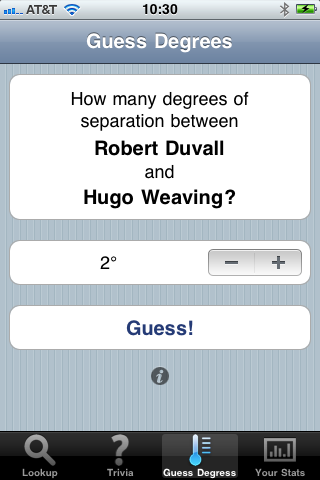 AT&T 10:30
Guess Degrees
How many degrees of
separation between
Robert Duvall
and
Hugo Weaving?
2° − +
Guess!
i
Lookup Trivia Guess Degress Your Stats